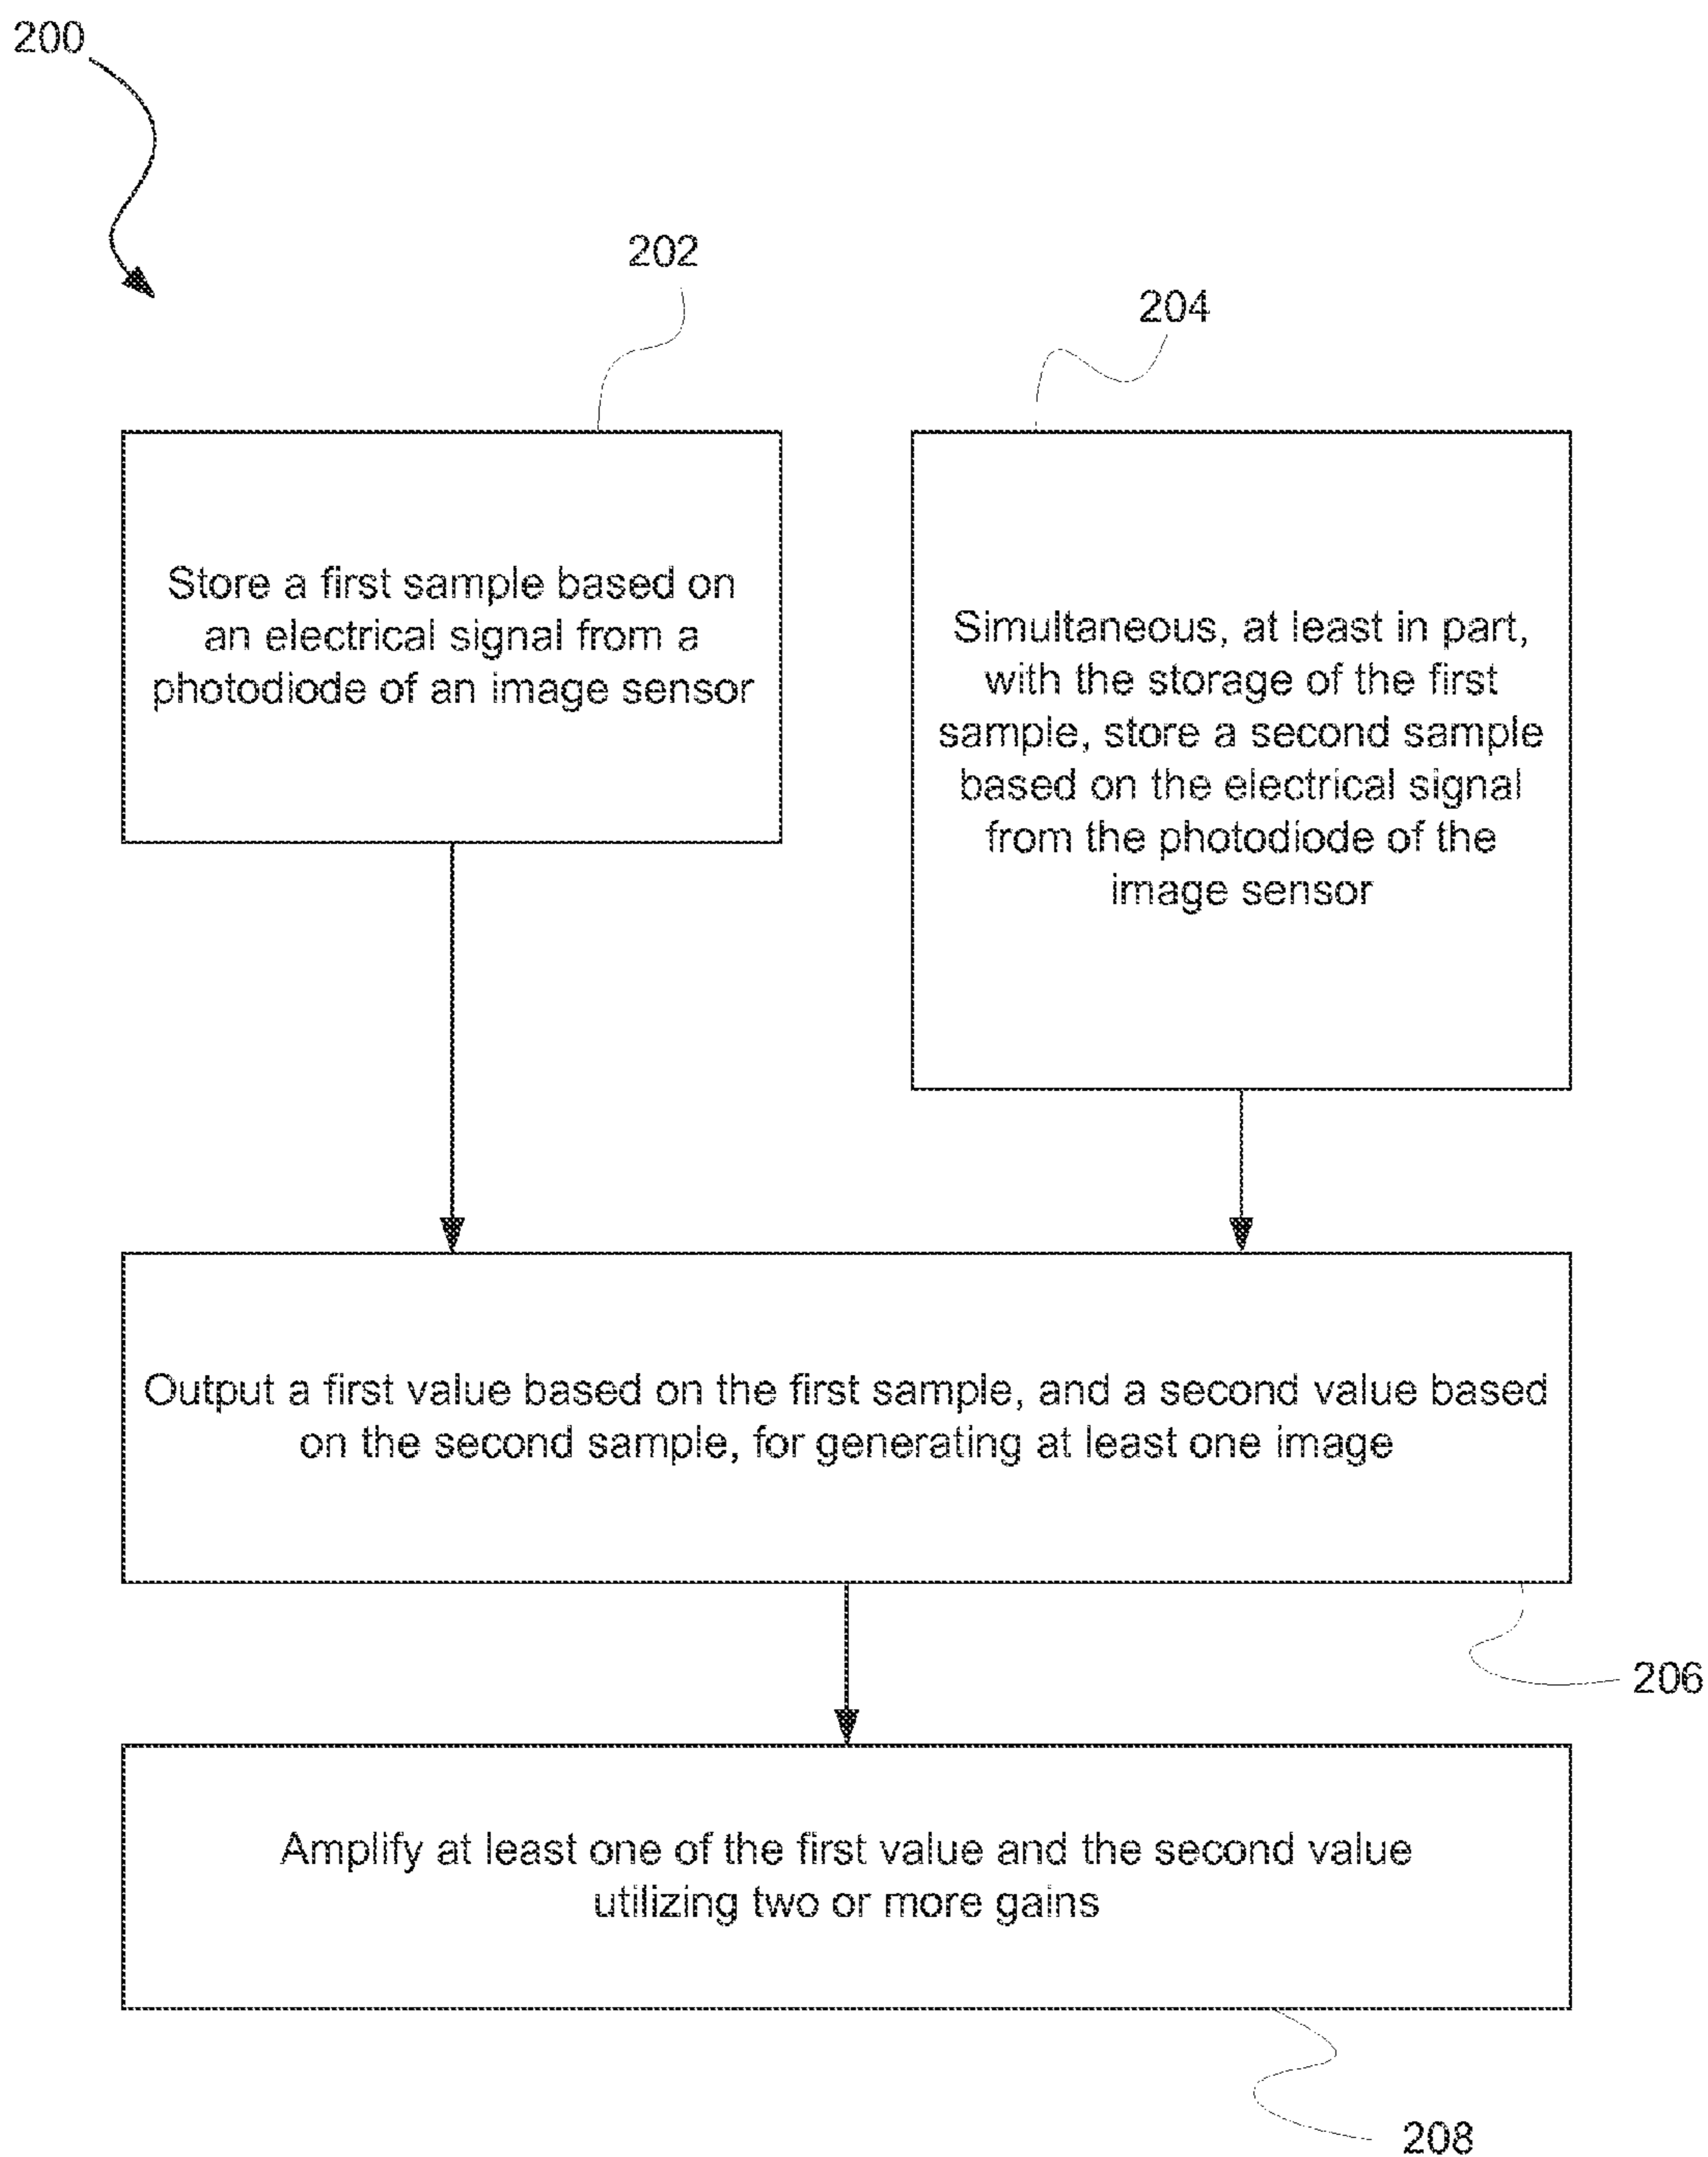 200
202
204
Store a first sample based on
an electrical signal from a
photodiode of an image sensor
Simultaneous, at least in part,
with the storage of the first
sample, store a second sample
based on the electrical signal
from the photodiode of the
image sensor
Output a first value based on the first sample, and a second value based
on the second sample, for generating at least one image
206
Amplify at least one of the first value and the second value
utilizing two or more gains
208